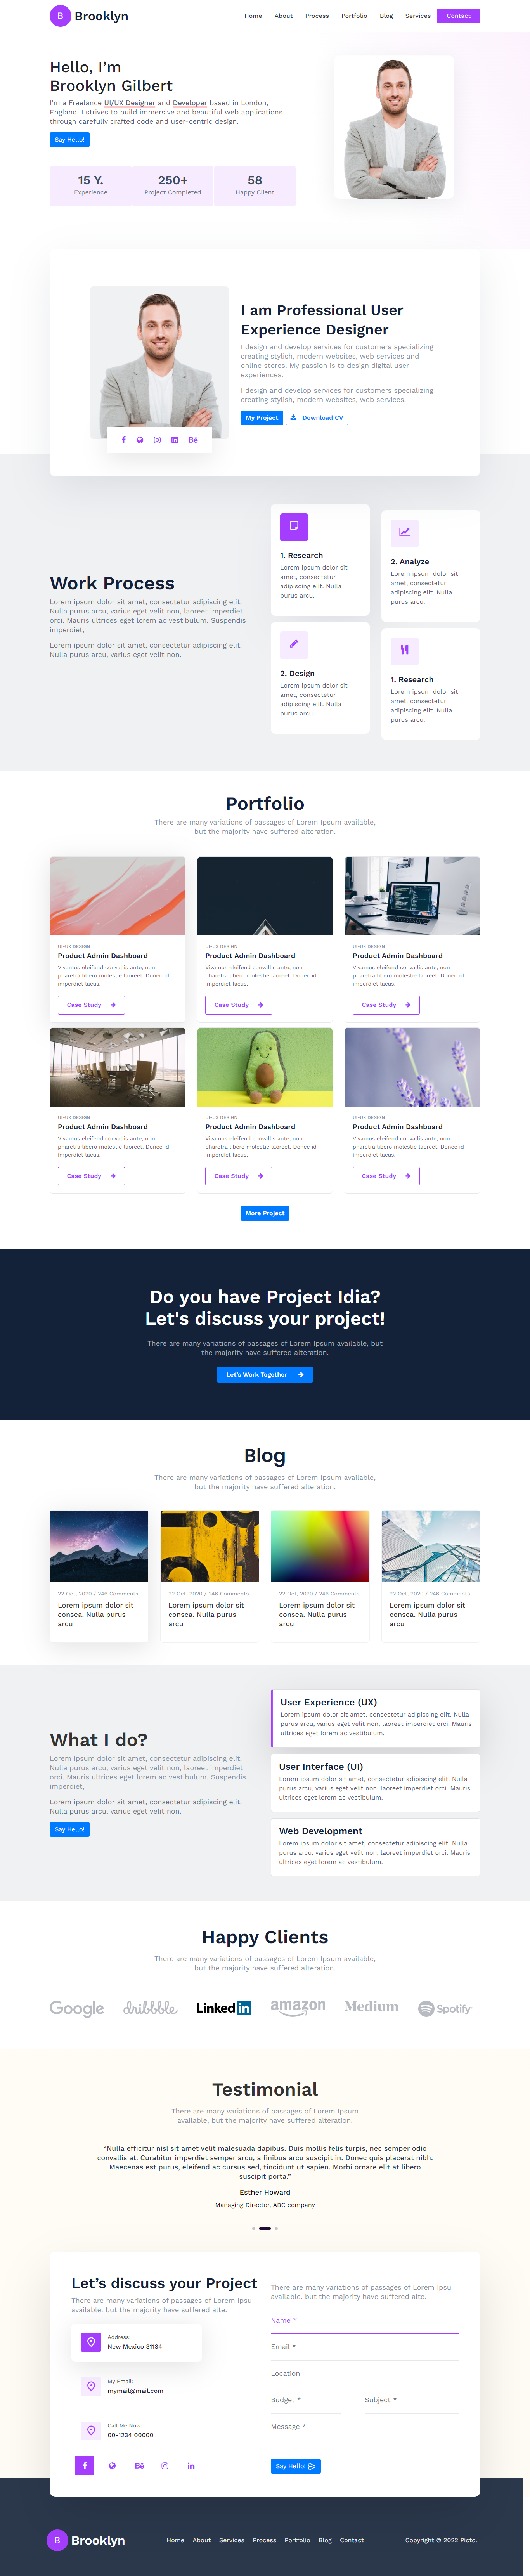 B Brooklyn
Home About Process Portfolio Blog Services Contact
Hello, I'm
Brooklyn Gilbert
I'm a Freelance UI/UX Designer and Developer based in London,
England. I strives to build immersive and beautiful web applications
through carefully crafted code and user-centric design.
Say Hello!
15 Y. 250+ 58
Experience Project Completed Happy Client
I am Professional User
Experience Designer
I design and develop services for customers specializing
creating stylish, modern websites, web services and
online stores. My passion is to design digital user
experiences.
I design and develop services for customers specializing
creating stylish, modern websites, web services.
My Project Download CV
Bē
Work Process
Lorem ipsum dolor sit amet, consectetur adipiscing elit.
Nulla purus arcu, varius eget velit non, laoreet imperdiet
orci. Mauris ultrices eget lorem ac vestibulum. Suspendis
imperdiet,
Lorem ipsum dolor sit amet, consectetur adipiscing elit.
Nulla purus arcu, varius eget velit non.
1. Research
Lorem ipsum dolor sit
amet, consectetur
adipiscing elit. Nulla
purus arcu.
2. Analyze
Lorem ipsum dolor sit
amet, consectetur
adipiscing elit. Nulla
purus arcu.
2. Design
Lorem ipsum dolor sit
amet, consectetur
adipiscing elit. Nulla
purus arcu.
1. Research
Lorem ipsum dolor sit
amet, consectetur
adipiscing elit. Nulla
purus arcu.
Portfolio
There are many variations of passages of Lorem Ipsum available,
but the majority have suffered alteration.
UI-UX DESIGN
Product Admin Dashboard
Vivamus eleifend convallis ante, non
pharetra libero molestie laoreet. Donec id
imperdiet lacus.
Case Study
UI-UX DESIGN
Product Admin Dashboard
Vivamus eleifend convallis ante, non
pharetra libero molestie laoreet. Donec id
imperdiet lacus.
Case Study
UI-UX DESIGN
Product Admin Dashboard
Vivamus eleifend convallis ante, non
pharetra libero molestie laoreet. Donec id
imperdiet lacus.
Case Study
UI-UX DESIGN
Product Admin Dashboard
Vivamus eleifend convallis ante, non
pharetra libero molestie laoreet. Donec id
imperdiet lacus.
Case Study
UI-UX DESIGN
Product Admin Dashboard
Vivamus eleifend convallis ante, non
pharetra libero molestie laoreet. Donec id
imperdiet lacus.
Case Study
UI-UX DESIGN
Product Admin Dashboard
Vivamus eleifend convallis ante, non
pharetra libero molestie laoreet. Donec id
imperdiet lacus.
Case Study
More Project
Do you have Project Idia?
Let's discuss your project!
There are many variations of passages of Lorem Ipsum available, but
the majority have suffered alteration.
Let's Work Together
Blog
There are many variations of passages of Lorem Ipsum available,
but the majority have suffered alteration.
22 Oct, 2020 / 246 Comments
Lorem ipsum dolor sit
consea. Nulla purus
arcu
22 Oct, 2020 / 246 Comments
Lorem ipsum dolor sit
consea. Nulla purus
arcu
22 Oct, 2020 / 246 Comments
Lorem ipsum dolor sit
consea. Nulla purus
arcu
22 Oct, 2020 / 246 Comments
Lorem ipsum dolor sit
consea. Nulla purus
arcu
What I do?
Lorem ipsum dolor sit amet, consectetur adipiscing elit.
Nulla purus arcu, varius eget velit non, laoreet imperdiet
orci. Mauris ultrices eget lorem ac vestibulum. Suspendis
imperdiet,
Lorem ipsum dolor sit amet, consectetur adipiscing elit.
Nulla purus arcu, varius eget velit non.
Say Hello!
User Experience (UX)
Lorem ipsum dolor sit amet, consectetur adipiscing elit. Nulla
purus arcu, varius eget velit non, laoreet imperdiet orci. Mauris
ultrices eget lorem ac vestibulum.
User Interface (UI)
Lorem ipsum dolor sit amet, consectetur adipiscing elit. Nulla
purus arcu, varius eget velit non, laoreet imperdiet orci. Mauris
ultrices eget lorem ac vestibulum.
Web Development
Lorem ipsum dolor sit amet, consectetur adipiscing elit. Nulla
purus arcu, varius eget velit non, laoreet imperdiet orci. Mauris
ultrices eget lorem ac vestibulum.
Happy Clients
There are many variations of passages of Lorem Ipsum available,
but the majority have suffered alteration.
Google dribbble Linked in amazon Medium Spotify
Testimonial
There are many variations of passages of Lorem Ipsum
available, but the majority have suffered alteration.
"Nulla efficitur nisl sit amet velit malesuada dapibus. Duis mollis felis turpis, nec semper odio
convallis at. Curabitur imperdiet semper arcu, a finibus arcu suscipit in. Donec quis placerat nibh.
Maecenas est purus, eleifend ac cursus sed, tincidunt ut sapien. Morbi ornare elit at libero
suscipit porta."
Esther Howard
Managing Director, ABC company
Let's discuss your Project
There are many variations of passages of Lorem Ipsu
available. but the majority have suffered alte.
Address:
New Mexico 31134
My Email:
mymail@mail.com
Call Me Now:
00-1234 00000
Bē
There are many variations of passages of Lorem Ipsu
available. but the majority have suffered alte.
Name *
Email *
Location
Budget * Subject *
Message *
Say Hello!
B Brooklyn
Home About Services Process Portfolio Blog Contact
Copyright © 2022 Picto.